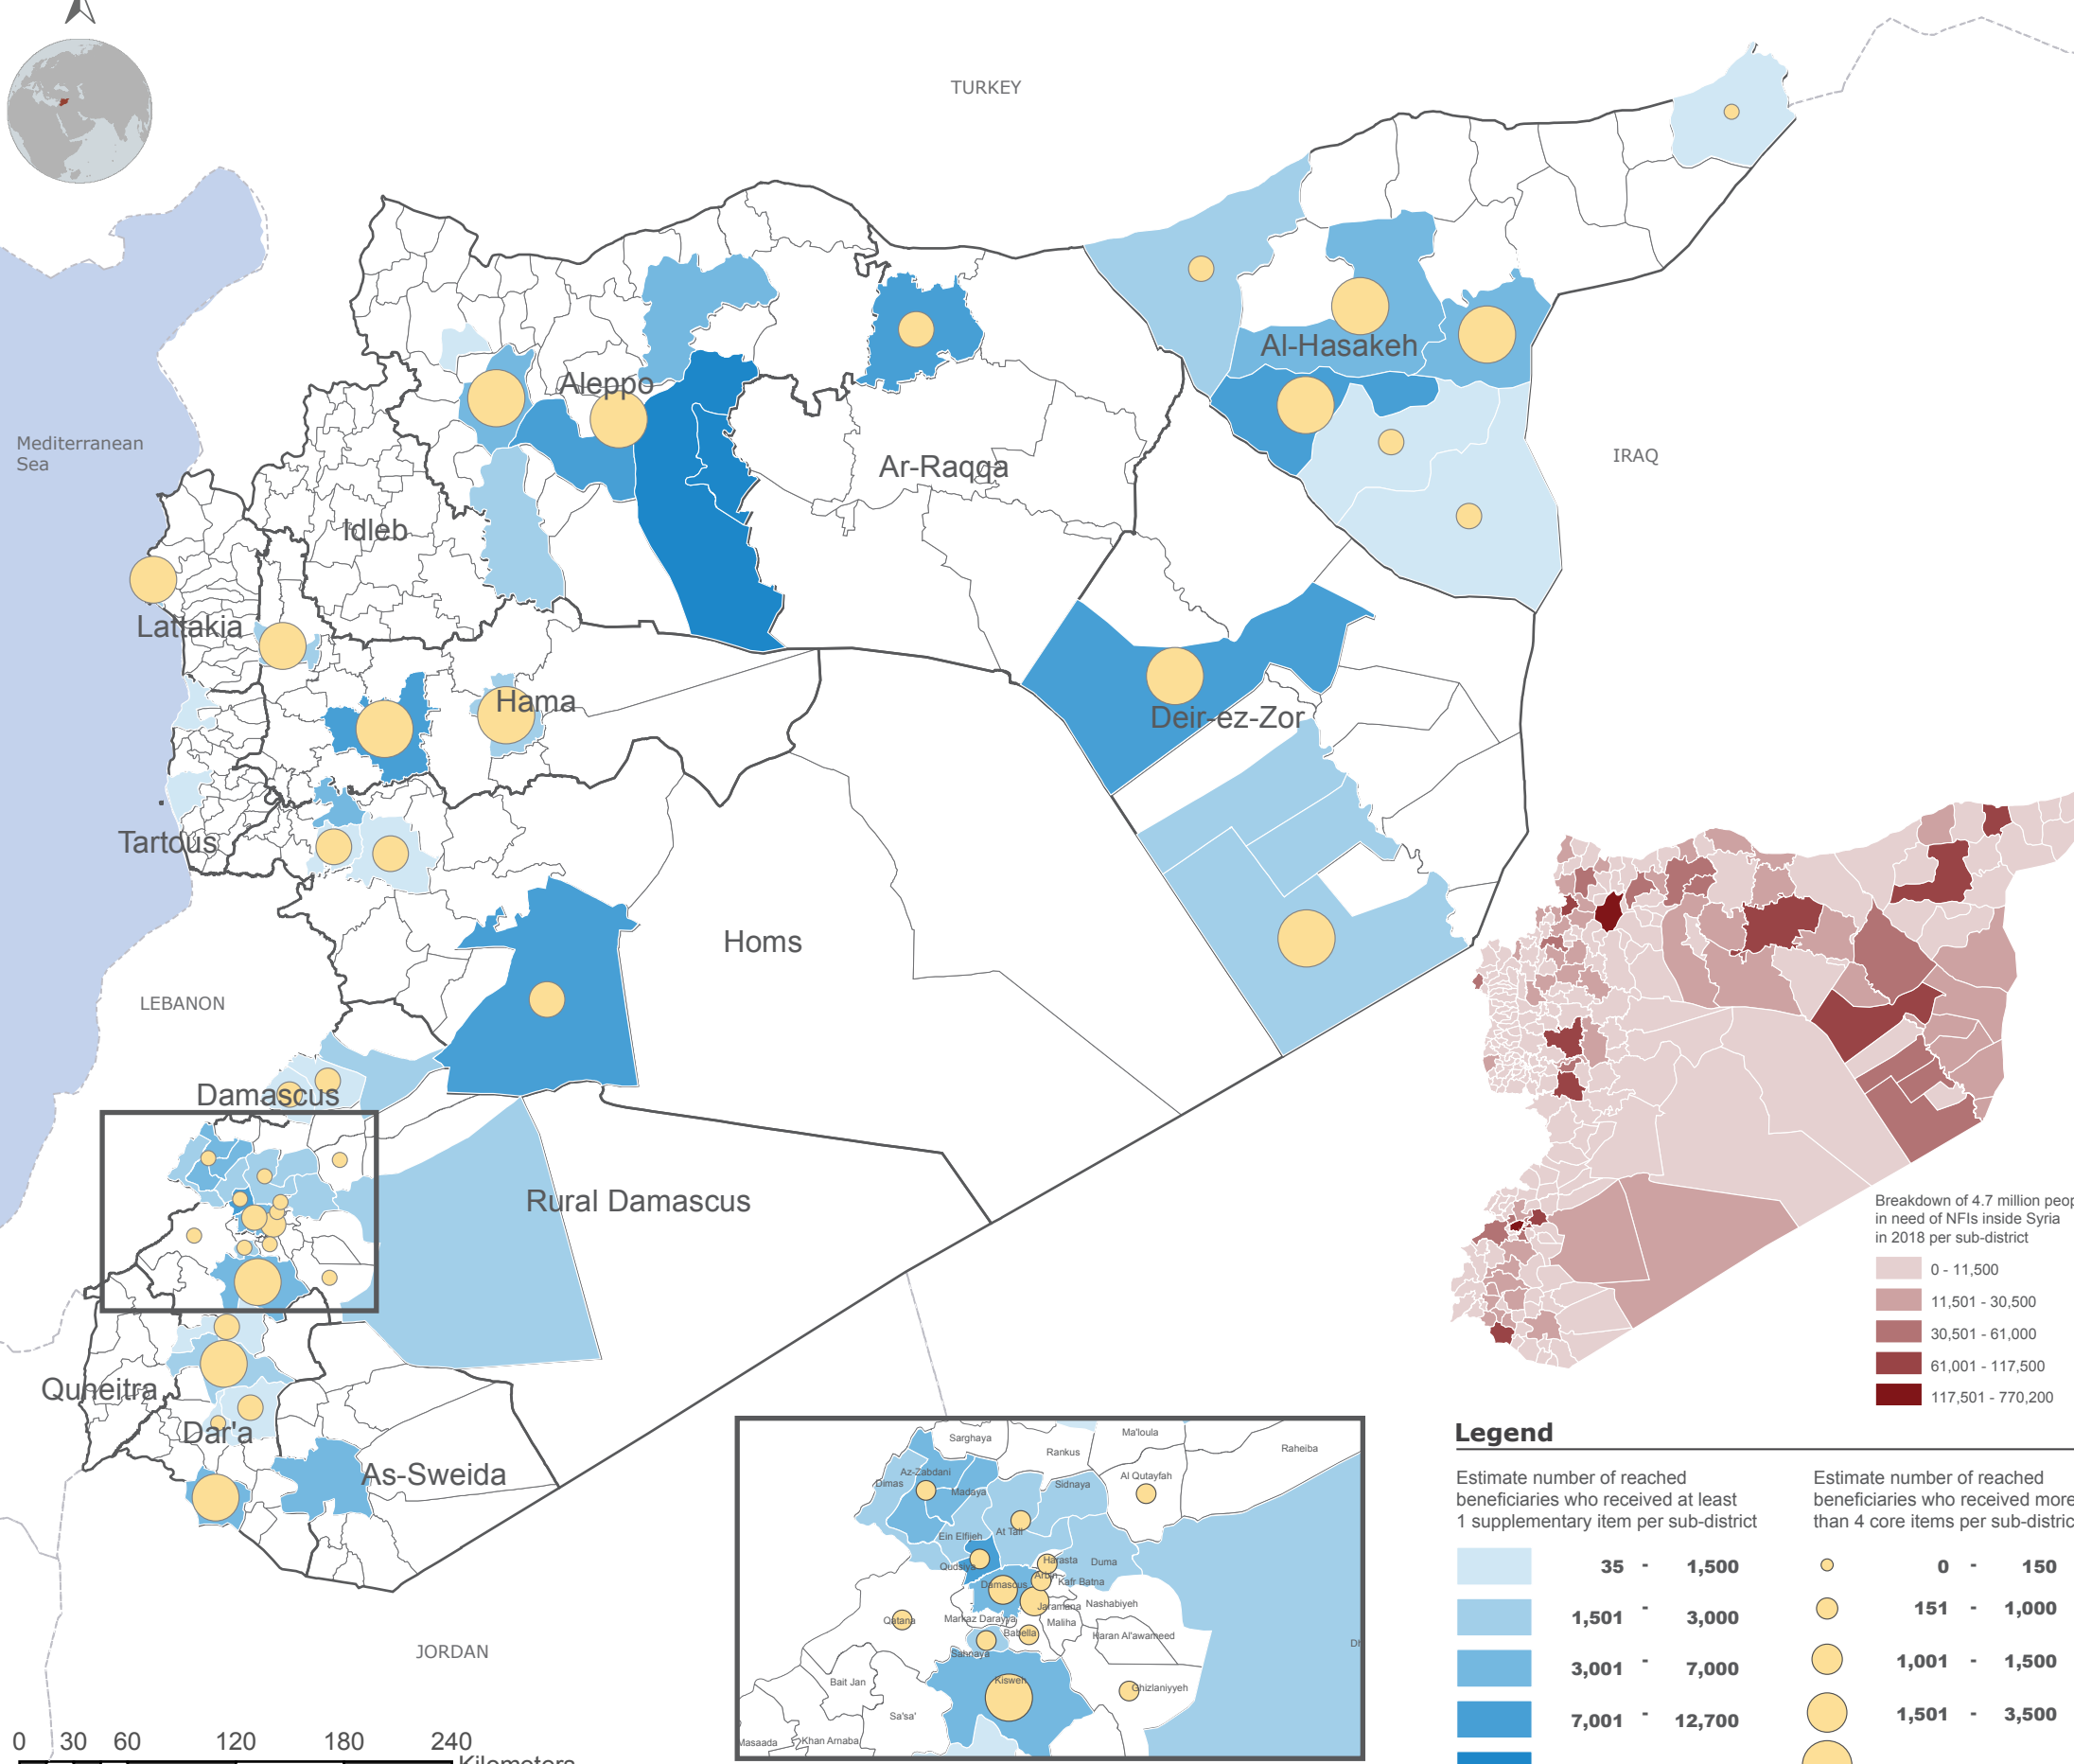 TURKEY
Mediterranean
Sea
IRAQ
LEBANON
JORDAN
Al-Hasakeh
Aleppo
Ar-Raqqa
Idleb
Lattakia
Hama
Deir-ez-Zor
Tartous
Homs
Damascus
Rural Damascus
Quneitra
Dar'a
As-Sweida
0 30 60 120 180 240
Kilometers
Sarghaya
Rankus
Ma'loula
Raheiba
Az-Zabdani
Dimas
Madaya
Sidnaya
Al Qutayfah
Ein Elfijeh
At Tall
Qudsiya
Harasta
Duma
Arbin
Kafr Batna
Damascus
Jaramana
Nashabiyeh
Qatana
Markaz Darayya
Maliha
Babella
Karan Al'awameed
Sahnaya
Kisweh
Ghizlaniyyeh
Bait Jan
Sa'sa'
Masaada
Khan Arnaba
Breakdown of 4.7 million peop
in need of NFIs inside Syria
in 2018 per sub-district
0 - 11,500
11,501 - 30,500
30,501 - 61,000
61,001 - 117,500
117,501 - 770,200
Legend
Estimate number of reached
beneficiaries who received at least
1 supplementary item per sub-district
35 - 1,500
1,501 - 3,000
3,001 - 7,000
7,001 - 12,700
Estimate number of reached
beneficiaries who received more
than 4 core items per sub-distric
0 - 150
151 - 1,000
1,001 - 1,500
1,501 - 3,500